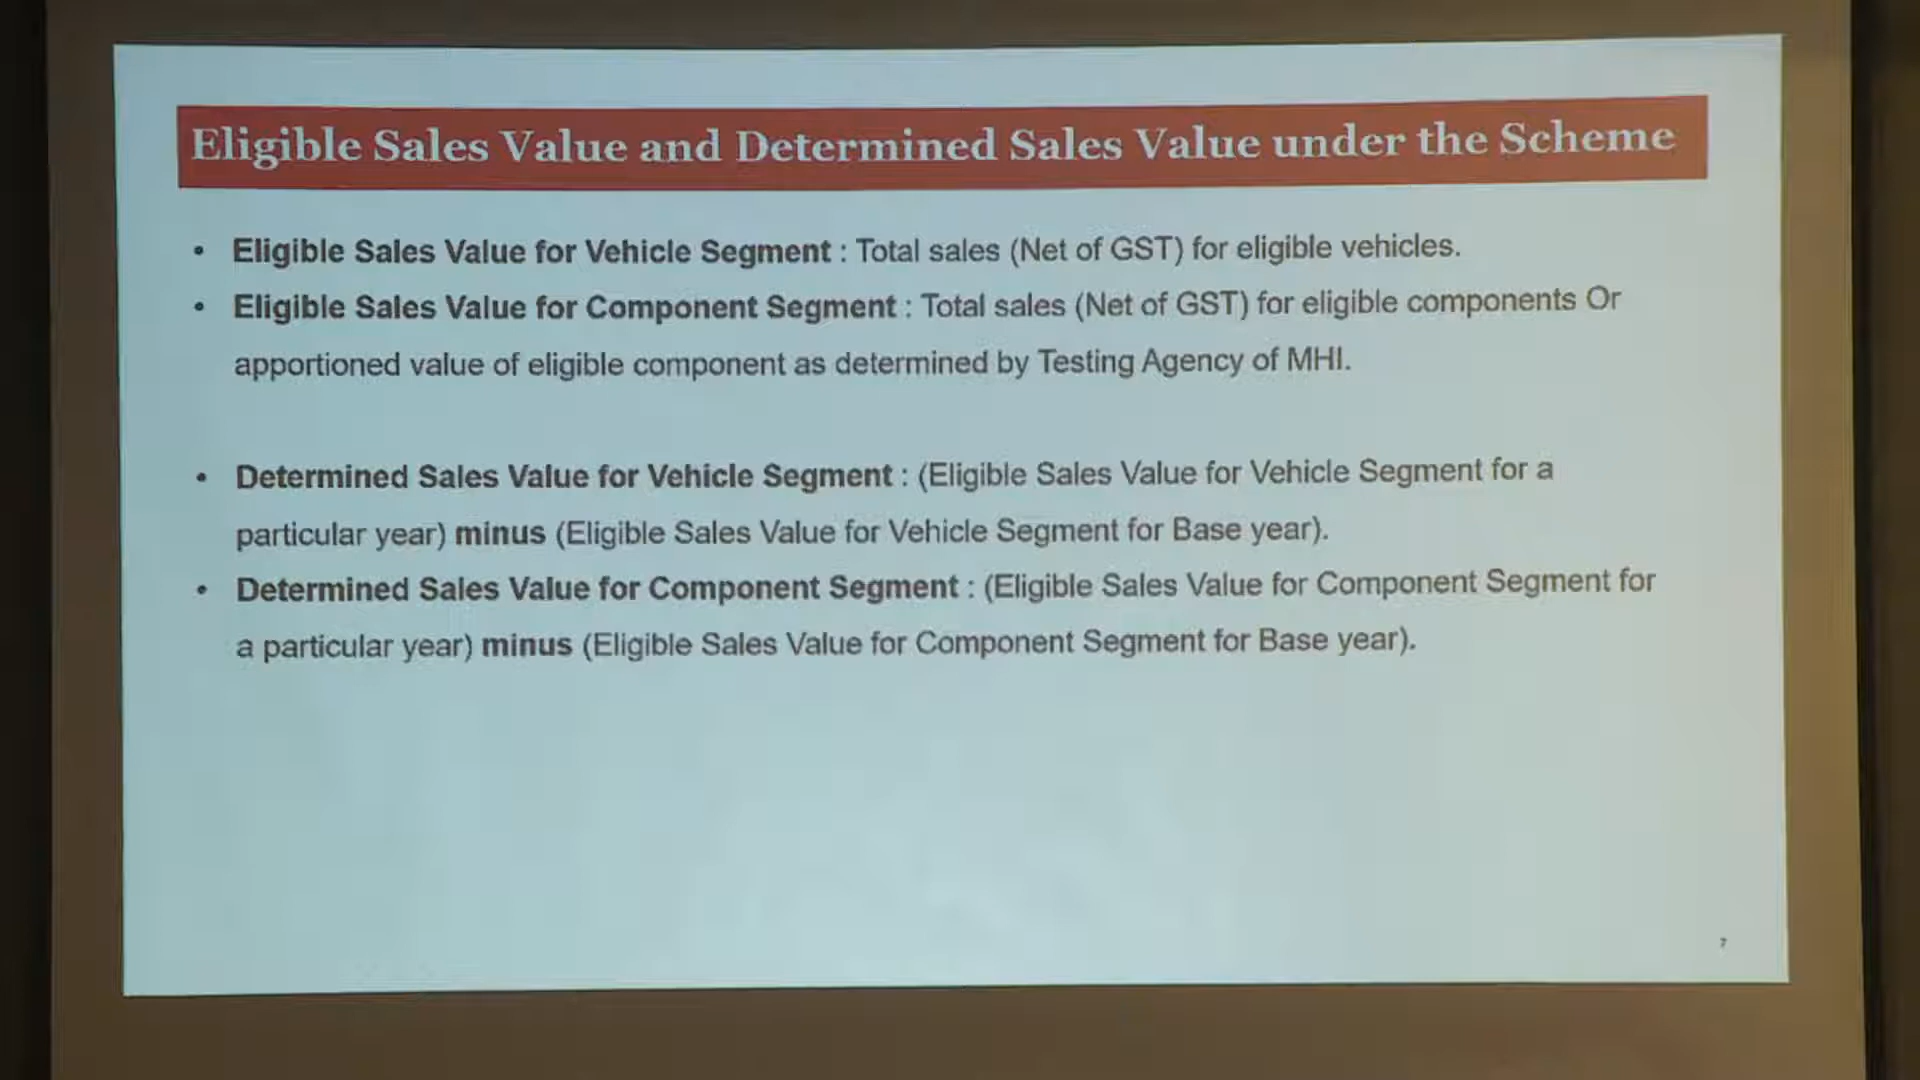 Eligible Sales Value and Determined Sales Value under the Scheme
• Eligible Sales Value for Vehicle Segment : Total sales (Net of GST) for eligible vehicles.
• Eligible Sales Value for Component Segment : Total sales (Net of GST) for eligible components Or
apportioned value of eligible component as determined by Testing Agency of MHI.
• Determined Sales Value for Vehicle Segment : (Eligible Sales Value for Vehicle Segment for a
particular year) minus (Eligible Sales Value for Vehicle Segment for Base year).
• Determined Sales Value for Component Segment : (Eligible Sales Value for Component Segment for
a particular year) minus (Eligible Sales Value for Component Segment for Base year).
7